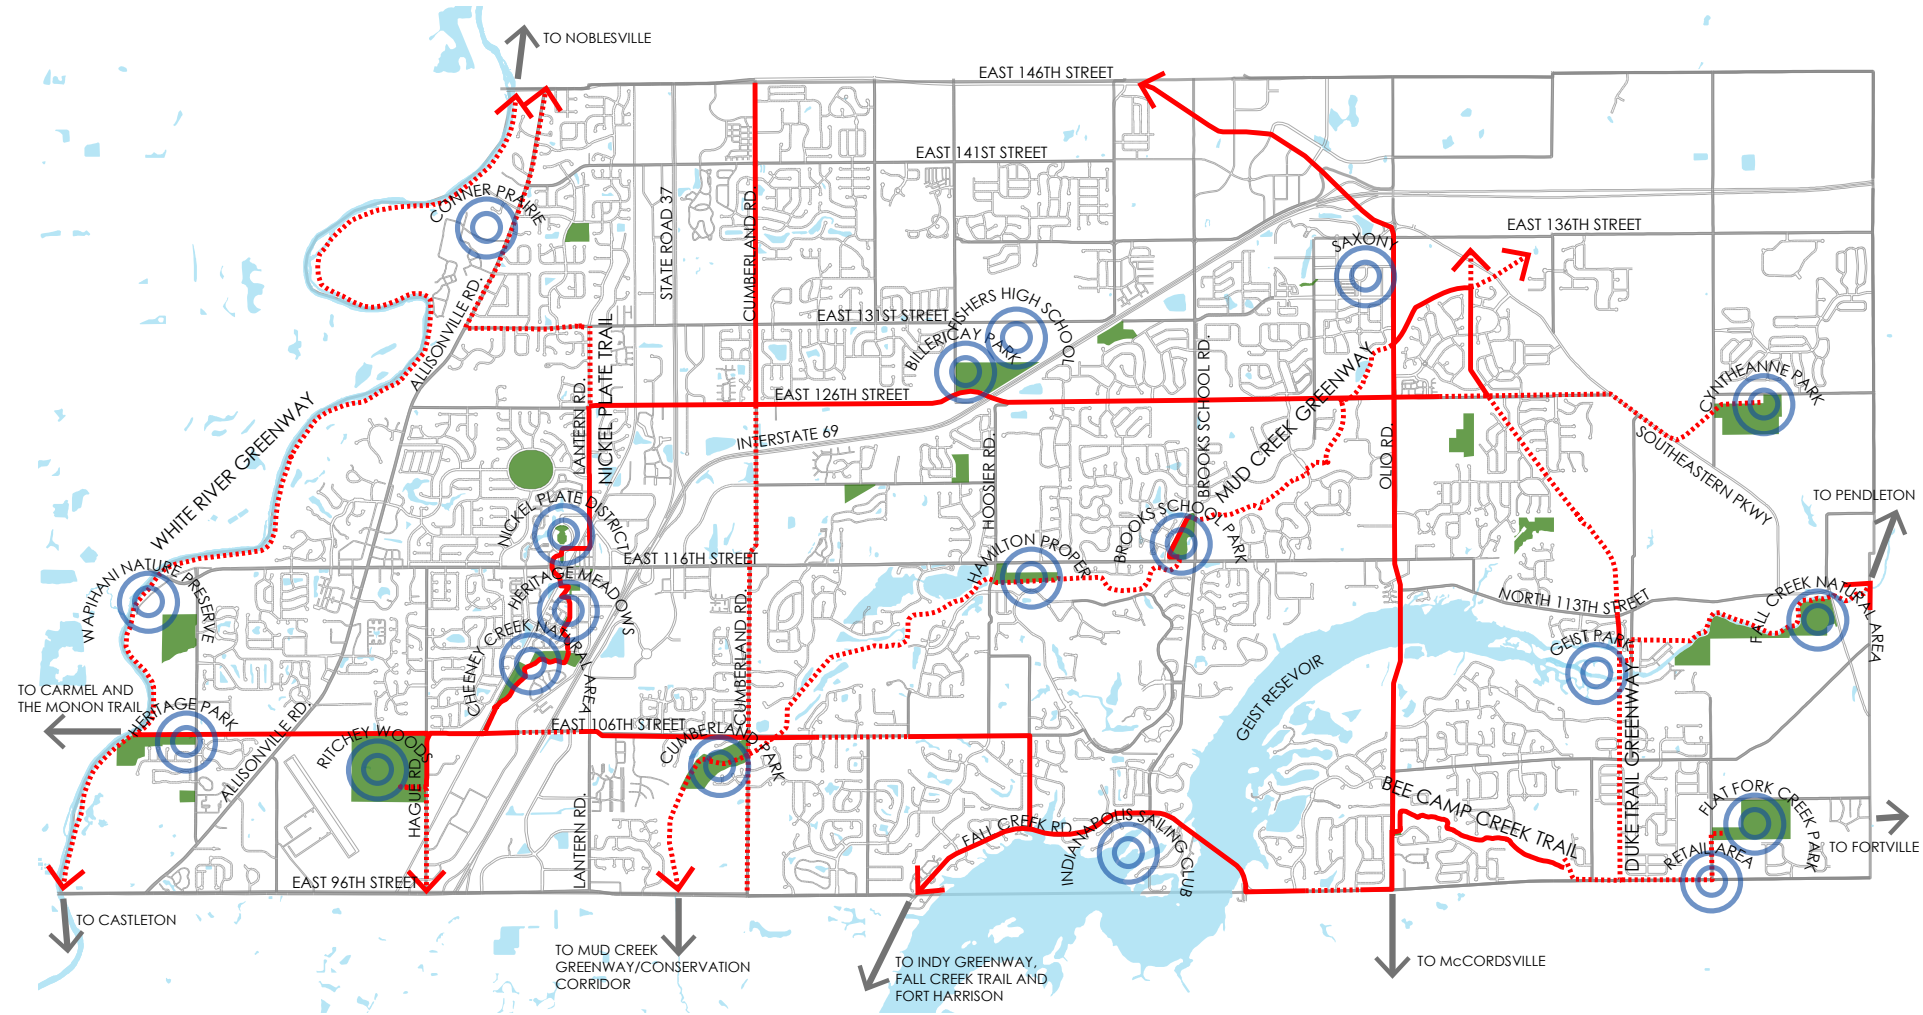 TO NOBLESVILLE
EAST 146TH STREET
EAST 141ST STREET
CONNER PRAIRIE
STATE ROAD 37
CUMBERLAND RD.
EAST 136TH STREET
SAXONY
ALLISONVILLE RD.
NICKEL PLATE TRAIL
EAST 131ST STREET
FISHERS HIGH SCHOOL
BILLERICAY PARK
BROOKS SCHOOL RD.
MUD CREEK GREENWAY
CYNTHEANNE PARK
EAST 126TH STREET
LANTERN RD.
INTERSTATE 69
HOOSIER RD.
OLIO RD.
SOUTHEASTERN PKWY
WHITE RIVER GREENWAY
NICKEL PLATE DISTRICT
TO PENDLETON
EAST 116TH STREET
HAMILTON PROPER
BROOKS SCHOOL PARK
WAPIHANI NATURE PRESERVE
HERITAGE MEADOWS
CUMBERLAND RD.
NORTH 113TH STREET
FALL CREEK NATURAL AREA
CHEENEY CREEK NATURAL AREA
GEIST PARK
GEIST RESEVOIR
TO CARMEL AND
THE MONON TRAIL
HERITAGE PARK
ALLISONVILLE RD.
RITCHEY WOODS
EAST 106TH STREET
CUMBERLAND PARK
HAGUE RD.
DUKE TRAIL GREENWAY
BEE CAMP CREEK TRAIL
FLAT FORK CREEK PARK
TO FORTVILLE
FALL CREEK RD.
INDIANAPOLIS SAILING CLUB
RETAIL AREA
LANTERN RD.
EAST 96TH STREET
TO CASTLETON
TO MUD CREEK
GREENWAY/CONSERVATION
CORRIDOR
TO INDY GREENWAY,
FALL CREEK TRAIL AND
FORT HARRISON
TO McCORDSVILLE